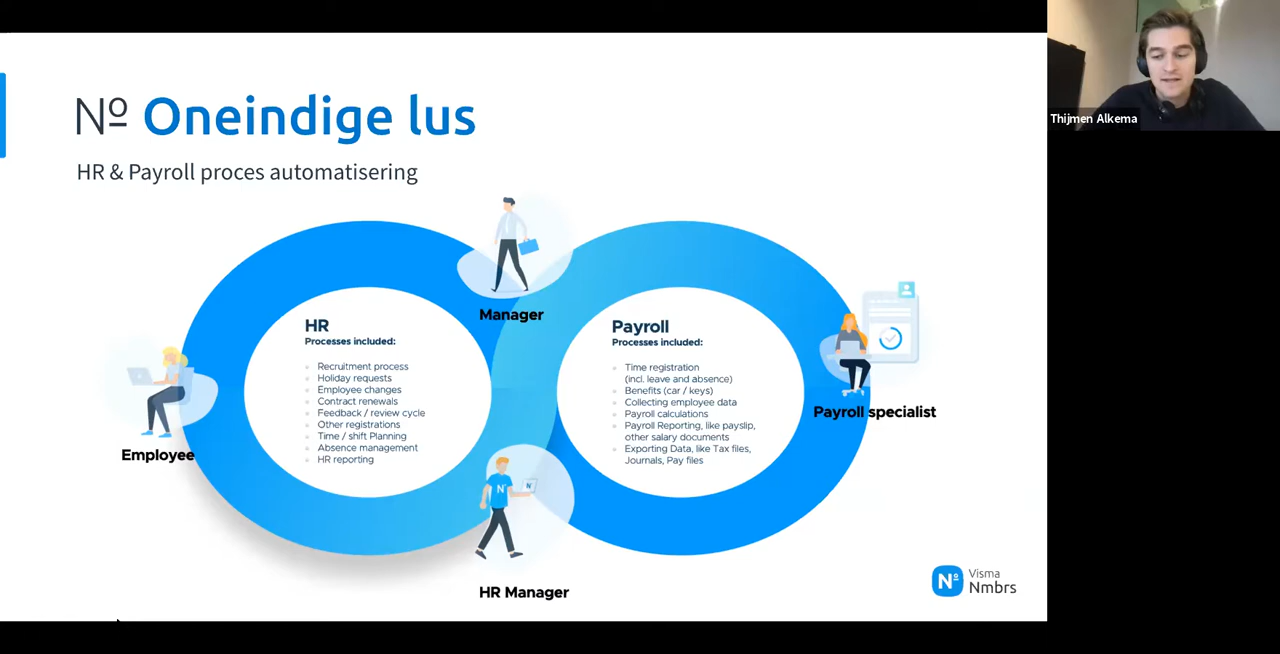 Nº Oneindige lus
HR & Payroll proces automatisering
Thijmen Alkema
Manager
HR
Processes included:
Recruitment process
Holiday requests
Employee changes
Contract renewals
Feedback / review cycle
Other registrations
Time / shift Planning
Absence management
HR reporting
Payroll
Processes included:
Time registration
(incl. leave and absence)
Benefits (car / keys)
Collecting employee data
Payroll calculations
Payroll Reporting, like payslip,
other salary documents
Exporting Data, like Tax files,
Journals, Pay files
Payroll specialist
Employee
HR Manager
Nº
Visma
Nmbrs